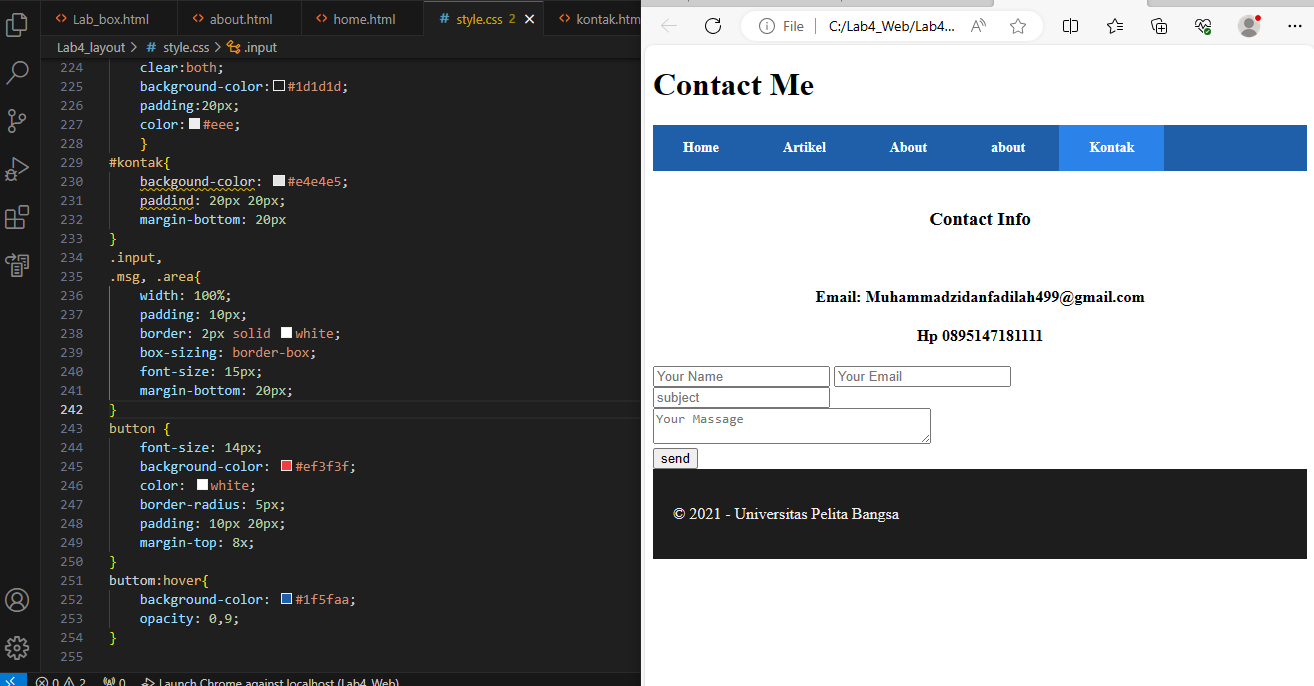 Lab_box.html
about.html
home.html
style.css 2
kontak.htm
Lab4_layout > style.css > .input
224 clear:both;
225 background-color: #1d1d1d;
226 padding:20px;
227 color: #eee;
228 }
229 #kontak{
230 backgound-color: #e4e4e5;
231 paddind: 20px 20px;
232 margin-bottom: 20px
233 }
234 .input,
235 .msg, .area{
236 width: 100%;
237 padding: 10px;
238 border: 2px solid white;
239 box-sizing: border-box;
240 font-size: 15px;
241 margin-bottom: 20px;
242 }
243 button {
244 font-size: 14px;
245 background-color: #ef3f3f;
246 color: white;
247 border-radius: 5px;
248 padding: 10px 20px;
249 margin-top: 8x;
250 }
251 buttom:hover{
252 background-color: #1f5faa;
253 opacity: 0,9;
254 }
255
0 2 0 Launch Chrome against localhost (Lab4_Web)
File C:/Lab4_Web/Lab4...
Contact Me
Home Artikel About about Kontak
Contact Info
Email: Muhammadzidanfadilah499@gmail.com
Hp 0895147181111
Your Name Your Email
subject
Your Massage
send
© 2021 - Universitas Pelita Bangsa